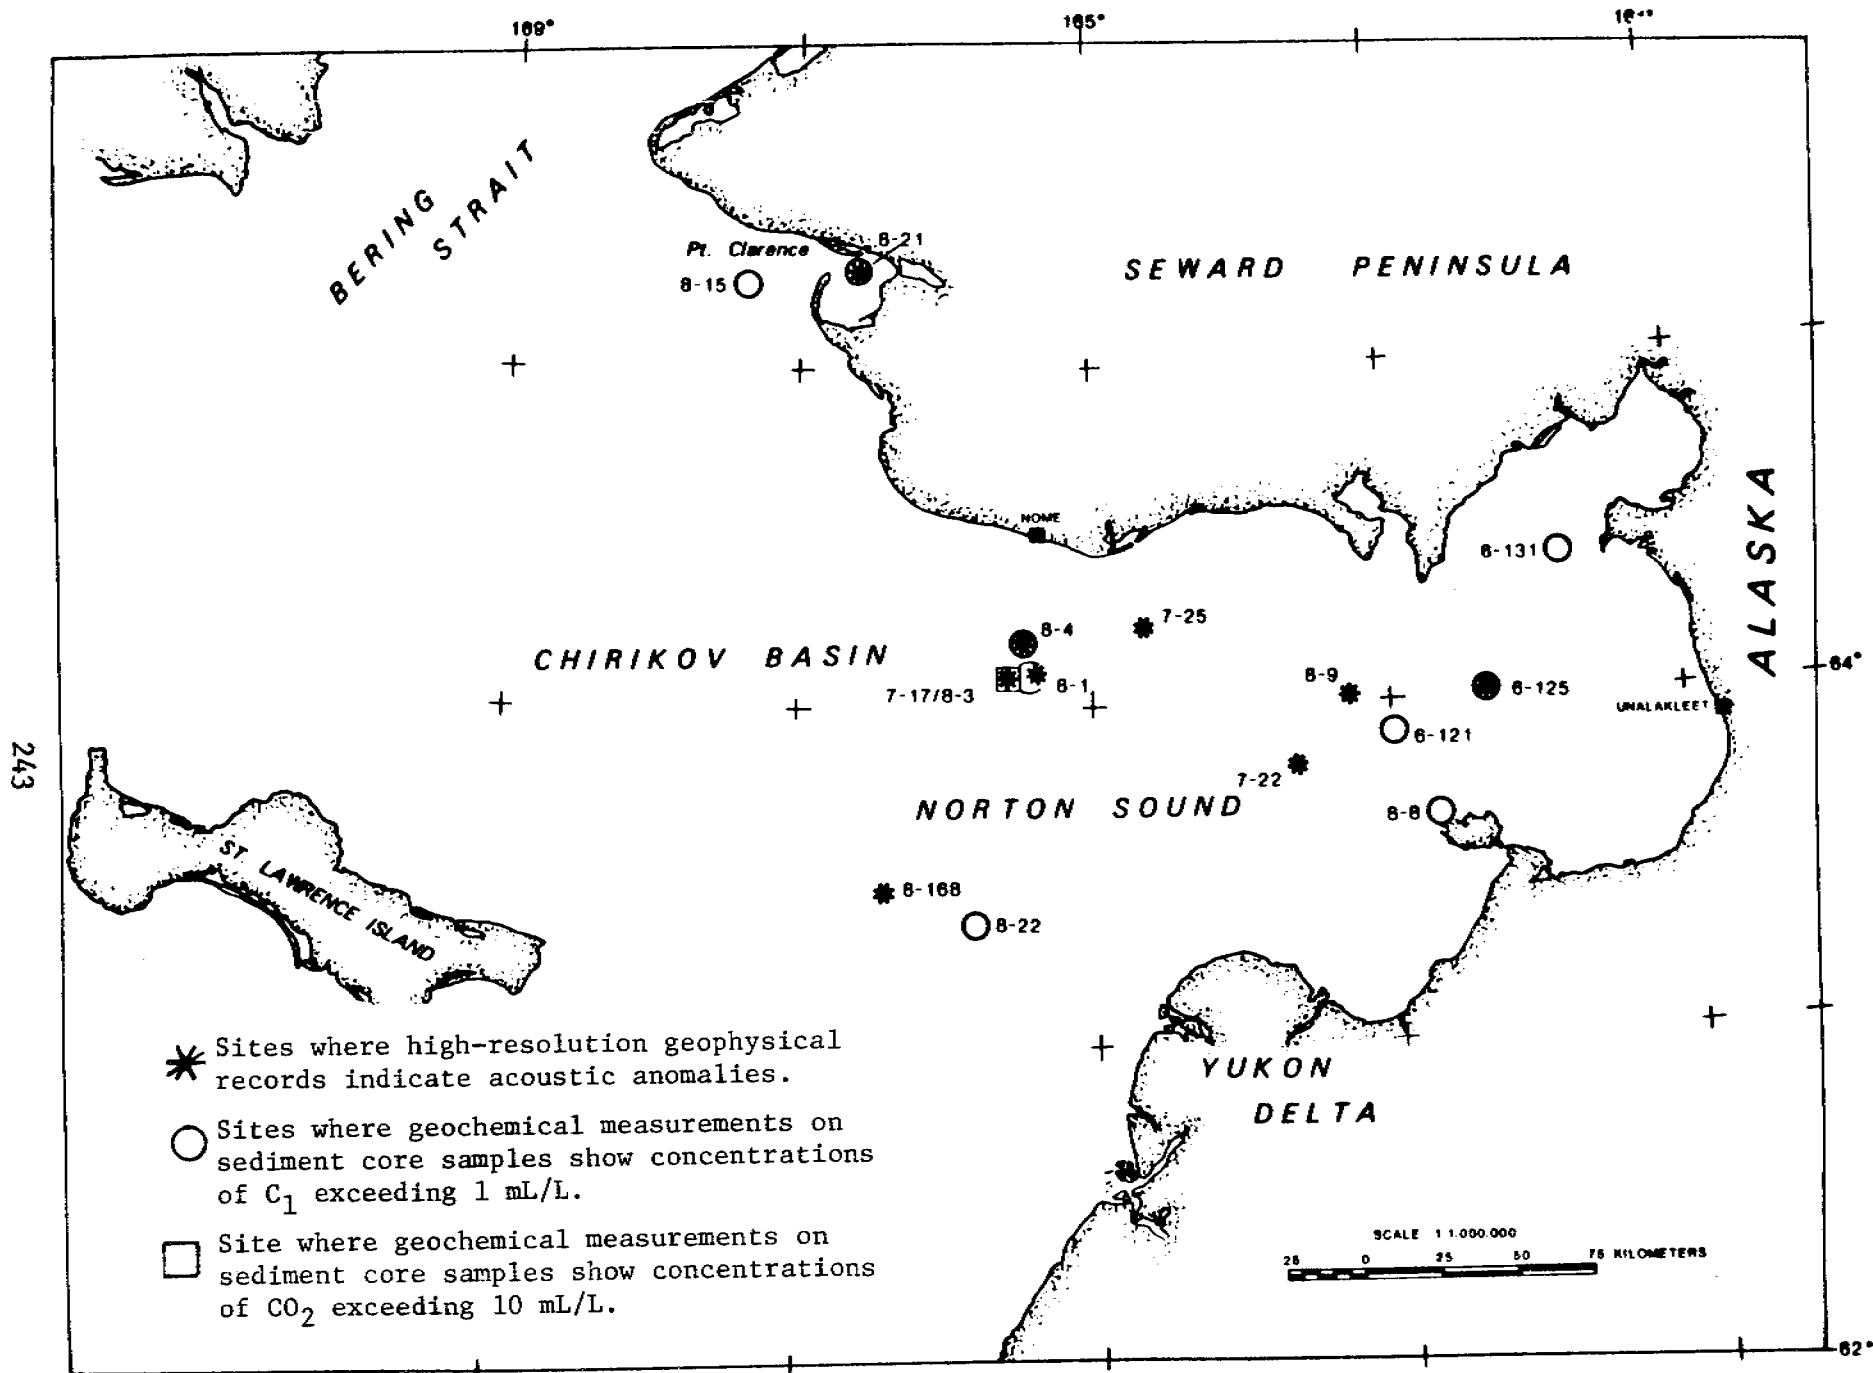 169°
165°
BERING
STRAIT
Pt. Clarence
8-21
8-15
SEWARD PENINSULA
NOME
6-131
ALASKA
8-4
7-25
CHIRIKOV BASIN
64°
7-17/8-3
6-1
8-9
6-125
UNALAKLEET
6-121
243
7-22
NORTON SOUND
8-8
ST. LAWRENCE ISLAND
6-168
8-22
Sites where high-resolution geophysical
records indicate acoustic anomalies.
YUKON
DELTA
Sites where geochemical measurements on
sediment core samples show concentrations
of C1 exceeding 1 mL/L.
Site where geochemical measurements on
sediment core samples show concentrations
of CO2 exceeding 10 mL/L.
SCALE 1 1.000.000
25 0 25 50 75 KILOMETERS
62°